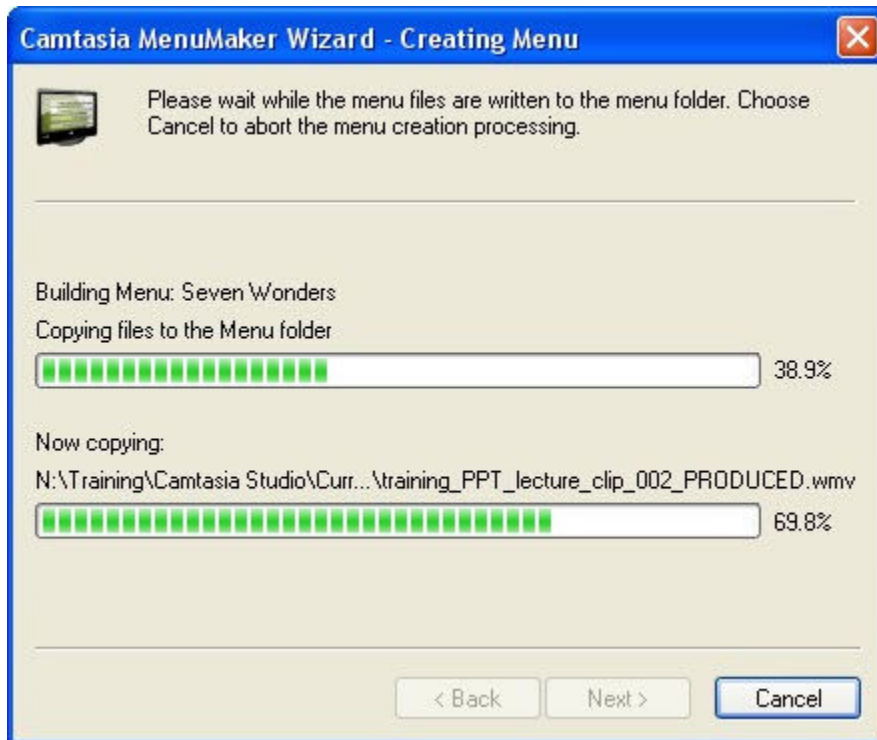 Camtasia MenuMaker Wizard - Creating Menu
Please wait while the menu files are written to the menu folder. Choose
Cancel to abort the menu creation processing.
Building Menu: Seven Wonders
Copying files to the Menu folder
38.9%
Now copying:
N:\Training\Camtasia Studio\Curr...\training_PPT_lecture_clip_002_PRODUCED.wmv
69.8%
< Back Next > Cancel